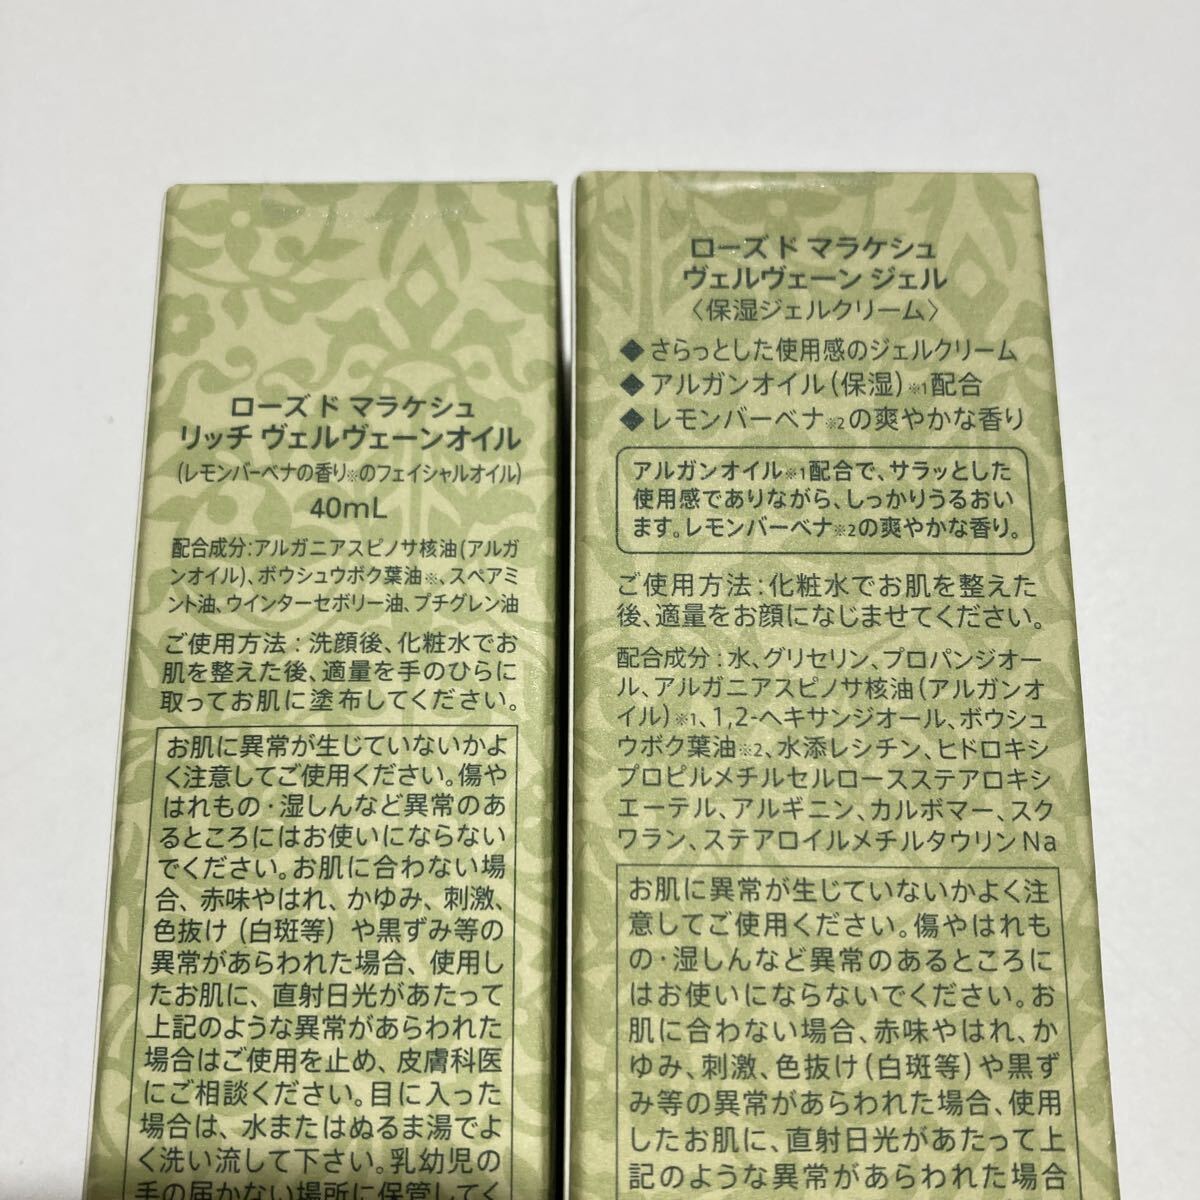 ローズ ド マラケシュ
リッチ ヴェルヴェーンオイル
(レモンバーベナの香り※のフェイシャルオイル)
40mL
配合成分:アルガニアスピノサ核油(アルガ
ンオイル)、ボウシュウボク葉油※、スペアミ
ント油、ウインターセボリー油、プチグレン油
ご使用方法:洗顔後、化粧水でお
肌を整えた後、適量を手のひらに
取ってお肌に塗布してください。
お肌に異常が生じていないかよ
く注意してご使用ください。傷や
はれもの・湿しんなど異常のあ
るところにはお使いにならない
でください。お肌に合わない場
合、赤味やはれ、かゆみ、刺激、
色抜け(白斑等)や黒ずみ等の
異常があらわれた場合、使用し
たお肌に、直射日光があたって
上記のような異常があらわれた
場合はご使用を止め、皮膚科医
にご相談ください。目に入った
場合は、水またはぬるま湯でよ
く洗い流して下さい。乳幼児の
手の届かない場所に保管してく
ローズ ド マラケシュ
ヴェルヴェーン ジェル
〈保湿ジェルクリーム〉
◆さらっとした使用感のジェルクリーム
◆アルガンオイル(保湿)※1配合
◆レモンバーベナ※2の爽やかな香り
アルガンオイル※1配合で、サラッとした
使用感でありながら、しっかりうるおい
ます。レモンバーベナ※2の爽やかな香り。
ご使用方法:化粧水でお肌を整えた
後、適量をお顔になじませてください。
配合成分:水、グリセリン、プロパンジオー
ル、アルガニアスピノサ核油(アルガンオ
イル)※1、1,2-ヘキサンジオール、ボウシュ
ウボク葉油※2、水添レシチン、ヒドロキシ
プロピルメチルセルロースステアロキシ
エーテル、アルギニン、カルボマー、スク
ワラン、ステアロイルメチルタウリンNa
お肌に異常が生じていないかよく注
意してご使用ください。傷やはれも
の・湿しんなど異常のあるところに
はお使いにならないでください。お
肌に合わない場合、赤味やはれ、か
ゆみ、刺激、色抜け(白斑等)や黒ず
み等の異常があらわれた場合、使用
したお肌に、直射日光があたって上
記のような異常があらわれた場合